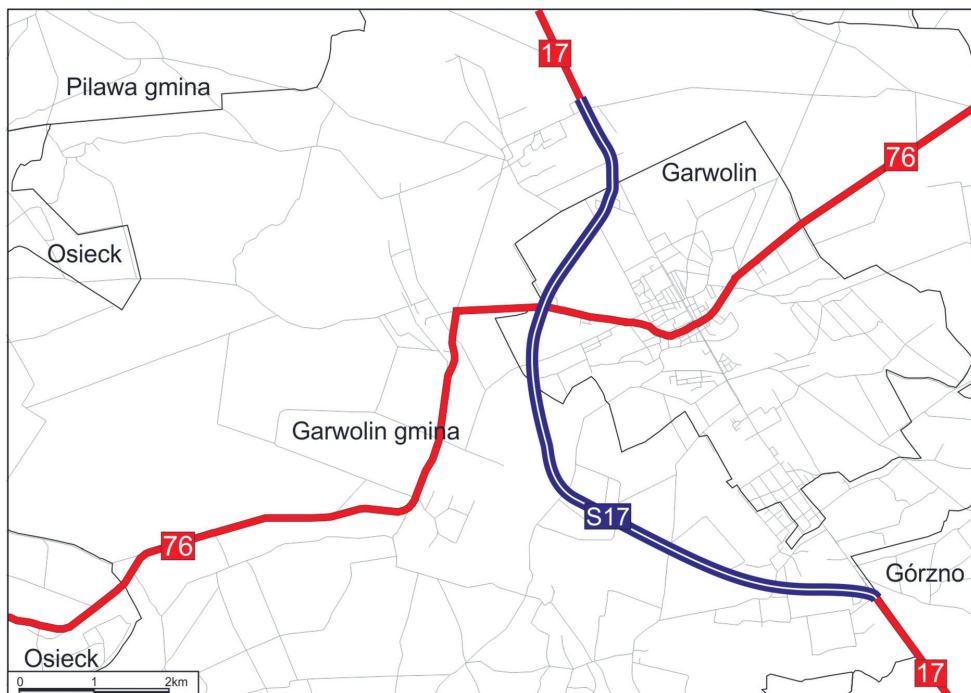 17
Pilawa gmina
76
Garwolin
Osieck
Garwolin gmina
S17
76
Górzno
Osieck
17
0 1 2km